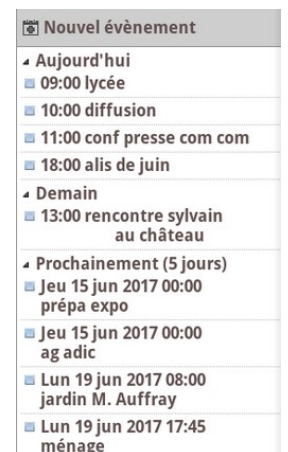 Nouvel évènement
Aujourd'hui
09:00 lycée
10:00 diffusion
11:00 conf presse com com
18:00 alis de juin
Demain
13:00 rencontre sylvain
au château
Prochainement (5 jours)
Jeu 15 jun 2017 00:00
prépa expo
Jeu 15 jun 2017 00:00
ag adic
Lun 19 jun 2017 08:00
jardin M. Auffray
Lun 19 jun 2017 17:45
ménage